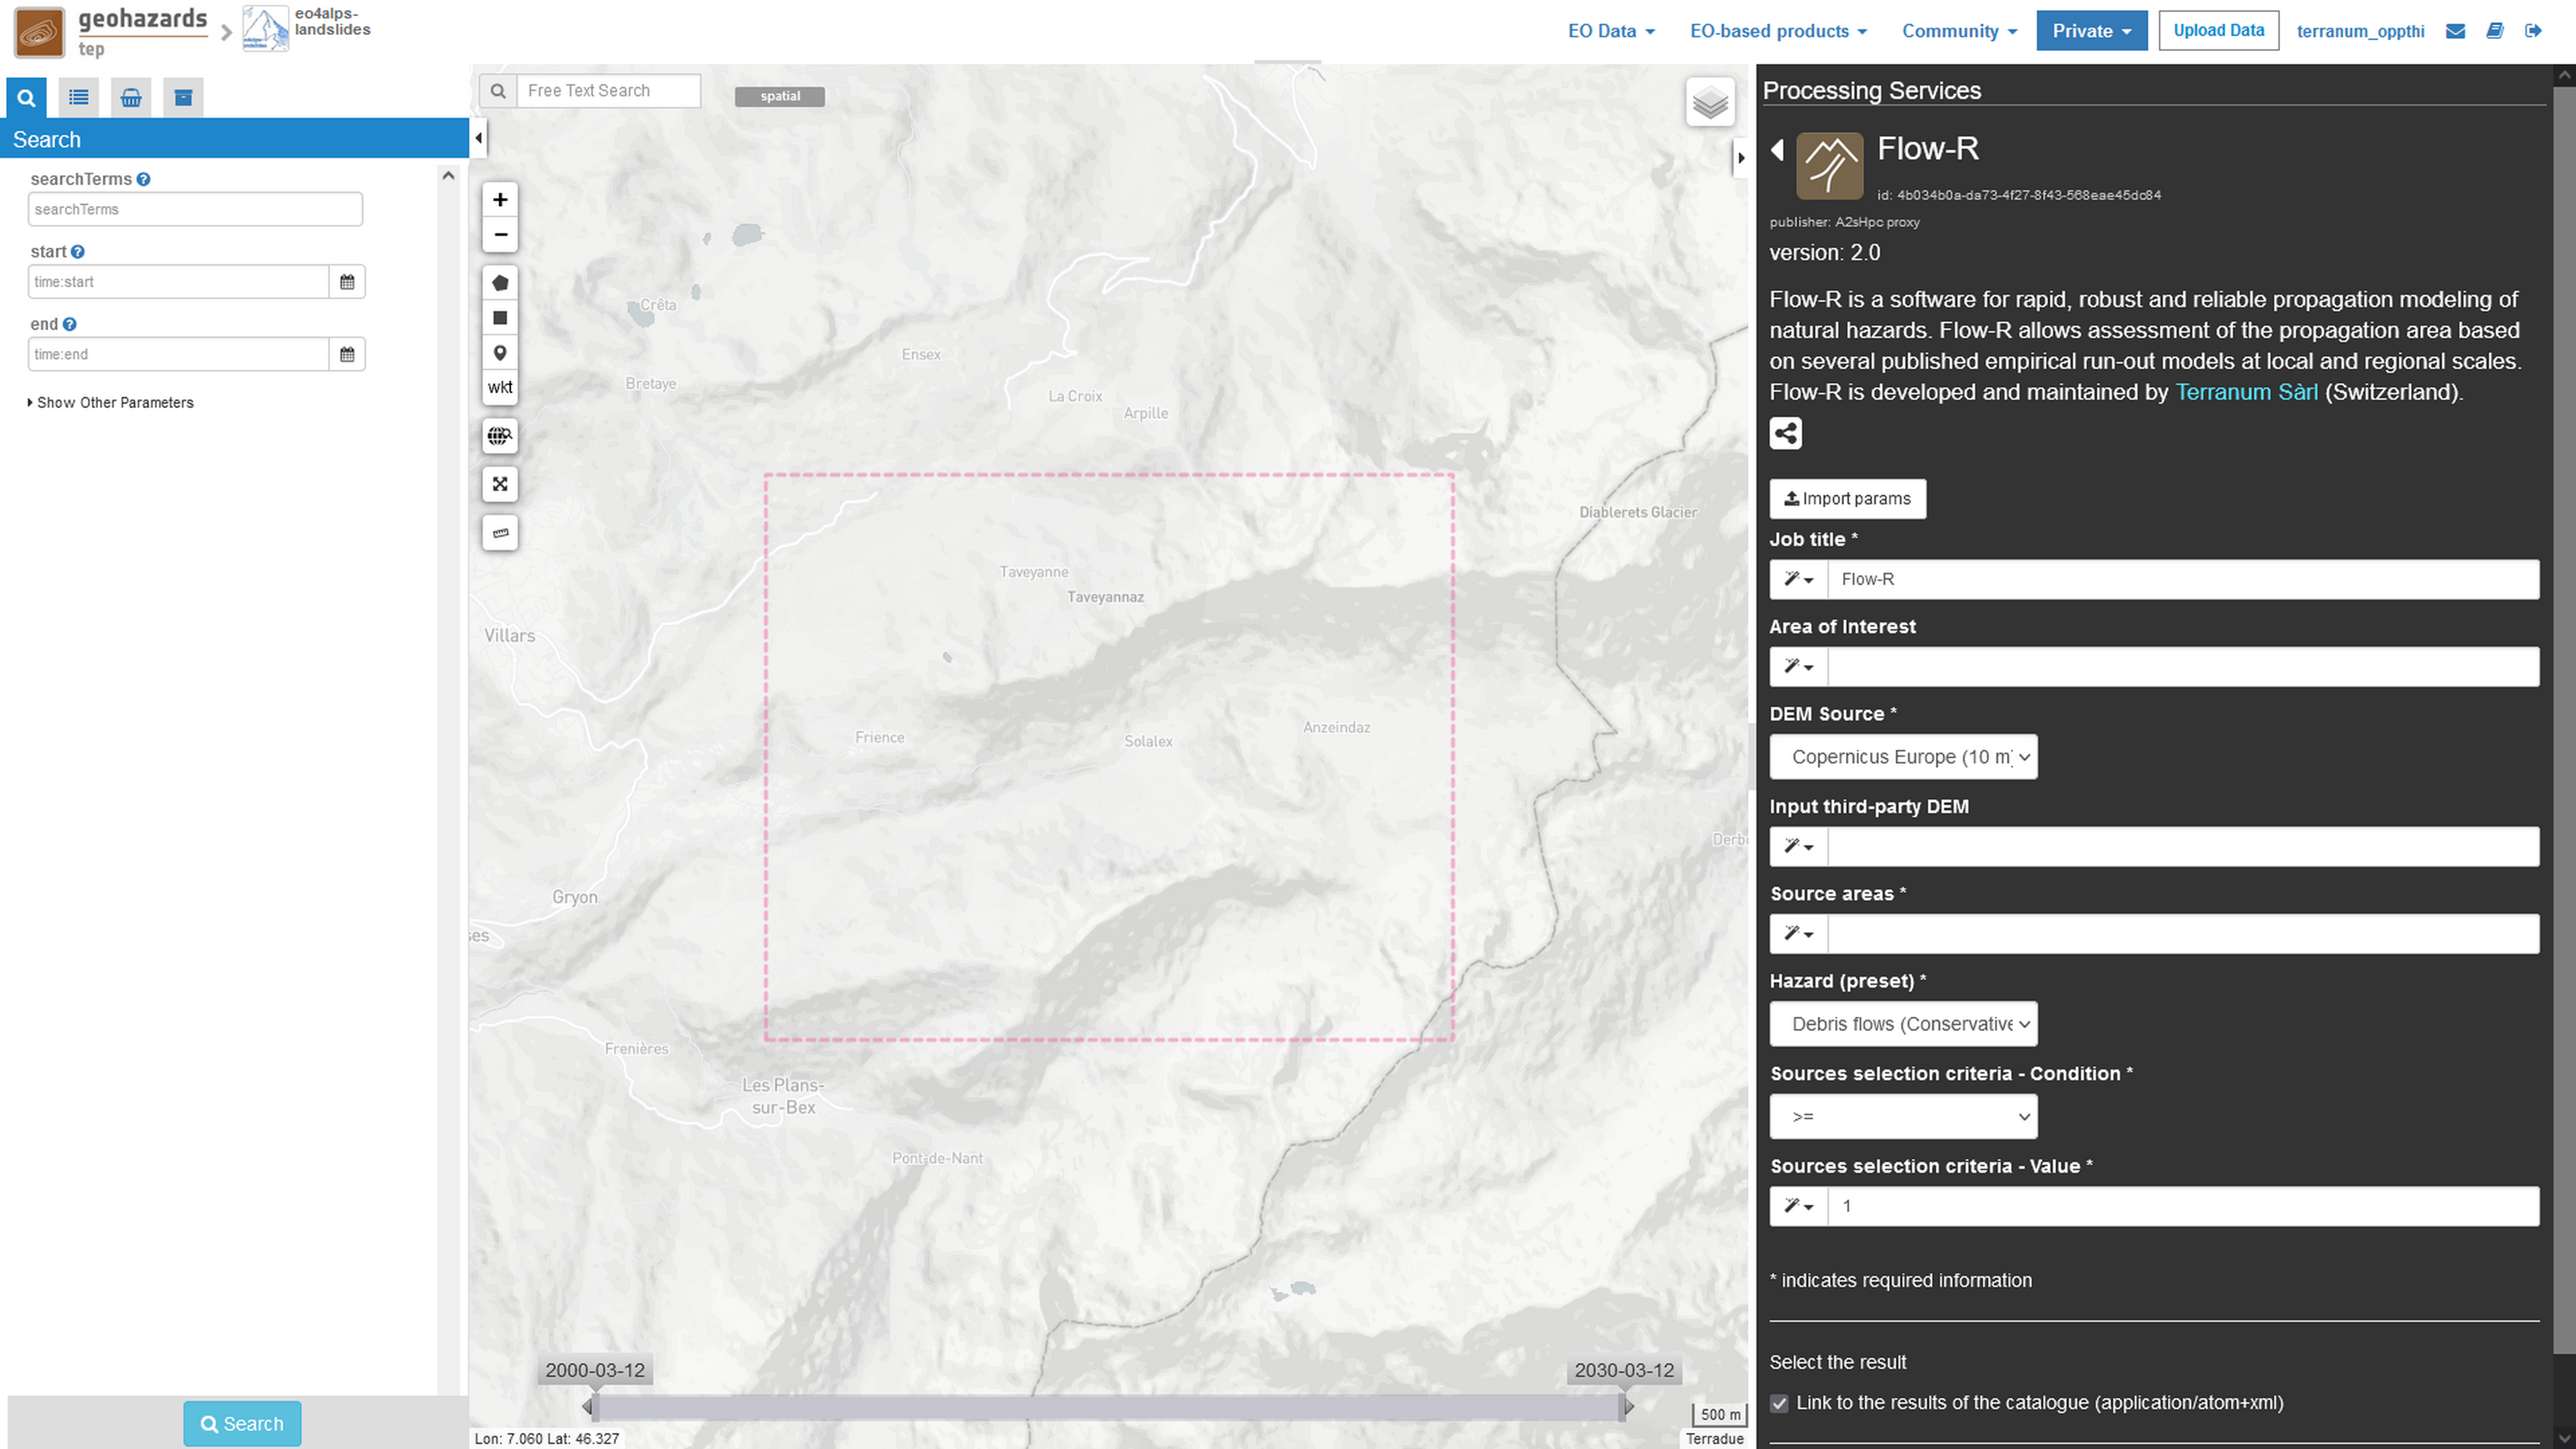 geohazards
tep
eo4alps-
landslides
EO Data
EO-based products
Community
Private
Upload Data
terranum_oppthi
Search
searchTerms
searchTerms
start
time:start
end
time:end
Show Other Parameters
Search
Free Text Search
spatial
wkt
Crêta
Ensex
Bretaye
La Croix
Arpille
Diablerets Glacier
Taveyanne
Taveyannaz
Villars
Frience
Solalex
Anzeindaz
Gryon
Frenières
Les Plans-
sur-Bex
Pont-de-Nant
2000-03-12
2030-03-12
500 m
Lon: 7.060 Lat: 46.327
Terradue
Processing Services
Flow-R
id: 4b034b0a-da73-4f27-8f43-568eae45dc84
publisher: A2sHpc proxy
version: 2.0
Flow-R is a software for rapid, robust and reliable propagation modeling of
natural hazards. Flow-R allows assessment of the propagation area based
on several published empirical run-out models at local and regional scales.
Flow-R is developed and maintained by Terranum Sàrl (Switzerland).
Import params
Job title *
Flow-R
Area of Interest
DEM Source *
Copernicus Europe (10 m)
Input third-party DEM
Source areas *
Hazard (preset) *
Debris flows (Conservative
Sources selection criteria - Condition *
>=
Sources selection criteria - Value *
1
* indicates required information
Select the result
Link to the results of the catalogue (application/atom+xml)